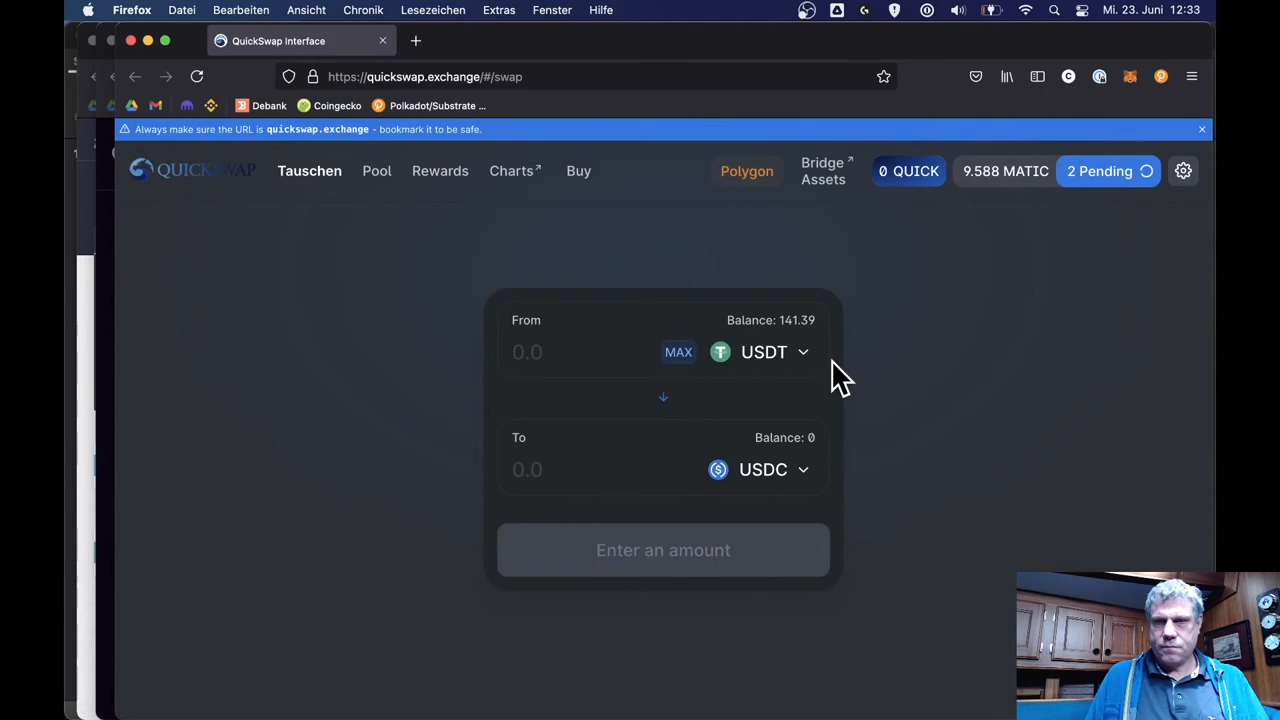 Firefox Datei Bearbeiten Ansicht Chronik Lesezeichen Extras Fenster Hilfe Mi. 23. Juni 12:33
QuickSwap Interface
https://quickswap.exchange/#/swap
Debank Coingecko Polkadot/Substrate ...
Always make sure the URL is quickswap.exchange - bookmark it to be safe.
QUICKSWAP Tauschen Pool Rewards Charts↗ Buy Polygon Bridge↗ 0 QUICK 9.588 MATIC 2 Pending
Assets
From Balance: 141.39
0.0 MAX USDT
To Balance: 0
0.0 USDC
Enter an amount